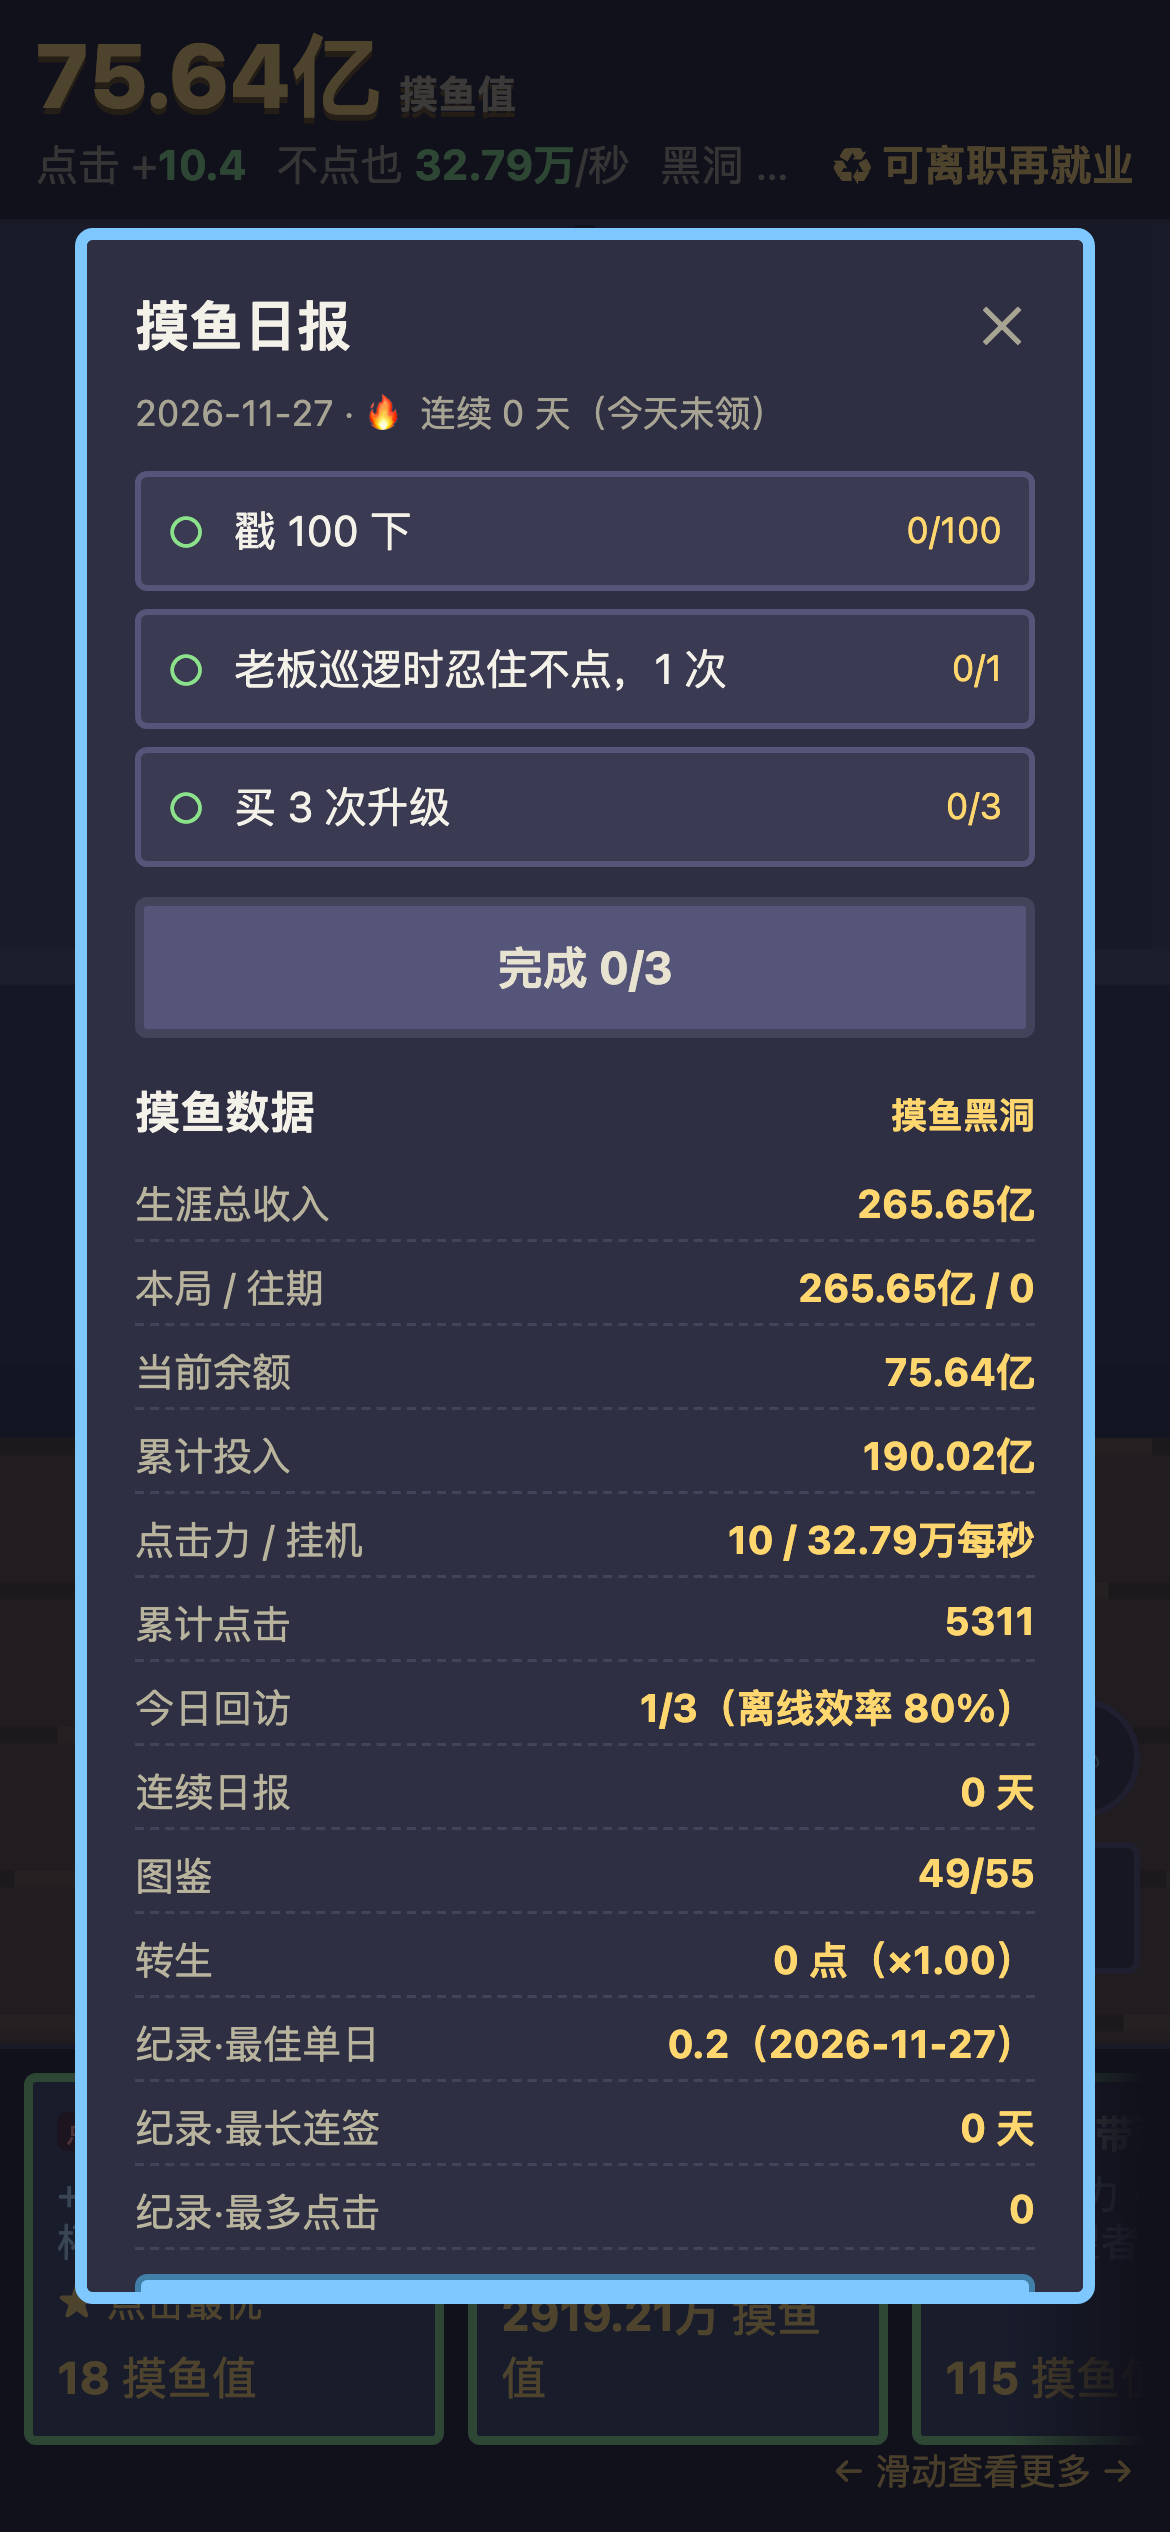 75.64亿 摸鱼值
点击 +10.4 不点也 32.79万/秒 黑洞 ... ♻ 可离职再就业
摸鱼日报
2026-11-27 · 🔥 连续 0 天（今天未领）
戳 100 下 0/100
老板巡逻时忍住不点，1 次 0/1
买 3 次升级 0/3
完成 0/3
摸鱼数据 摸鱼黑洞
生涯总收入 265.65亿
本局 / 往期 265.65亿 / 0
当前余额 75.64亿
累计投入 190.02亿
点击力 / 挂机 10 / 32.79万每秒
累计点击 5311
今日回访 1/3（离线效率 80%）
连续日报 0 天
图鉴 49/55
转生 0 点（×1.00）
纪录·最佳单日 0.2（2026-11-27）
纪录·最长连签 0 天
纪录·最多点击 0
★ 点击最优 2919.21万 摸鱼
18 摸鱼值 值 115 摸鱼值
← 滑动查看更多 →